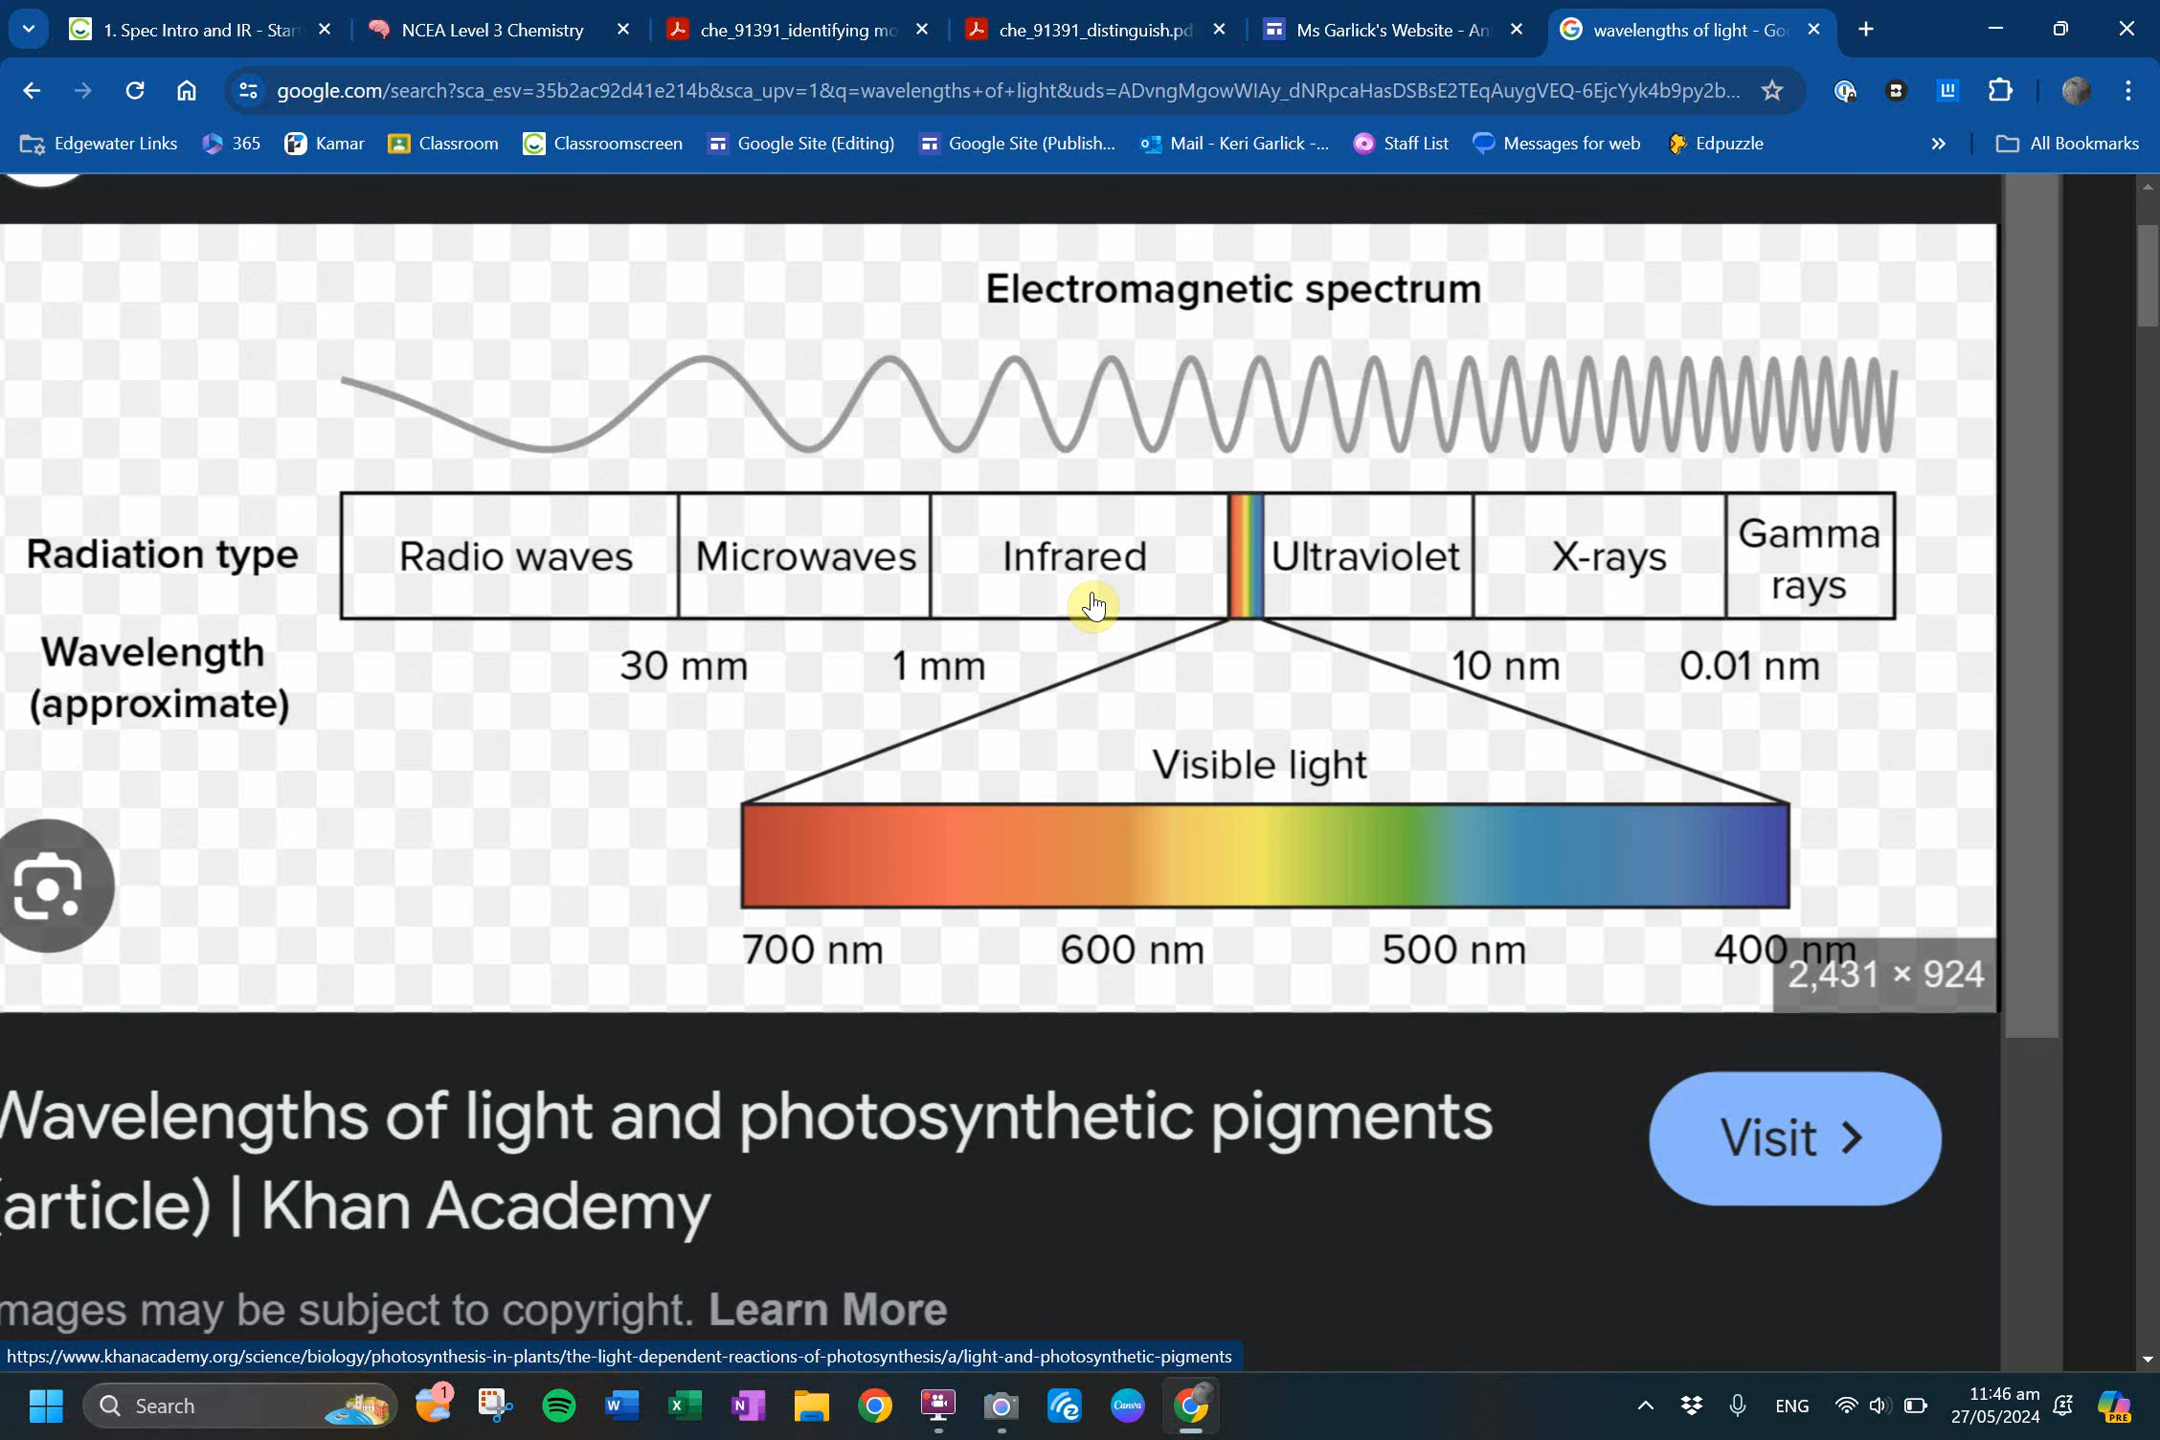 1. Spec Intro and IR - Star
NCEA Level 3 Chemistry
che_91391_identifying mo
che_91391_distinguish.pd
Ms Garlick's Website - An
wavelengths of light - Go
google.com/search?sca_esv=35b2ac92d41e214b&sca_upv=1&q=wavelengths+of+light&uds=ADvngMgowWIAy_dNRpcaHasDSBsE2TEqAuygVEQ-6EjcYyk4b9py2b...
Edgewater Links
365
Kamar
Classroom
Classroomscreen
Google Site (Editing)
Google Site (Publish...
Mail - Keri Garlick -...
Staff List
Messages for web
Edpuzzle
All Bookmarks
Electromagnetic spectrum
Radiation type
Radio waves
Microwaves
Infrared
Ultraviolet
X-rays
Gamma
rays
Wavelength
(approximate)
30 mm
1 mm
10 nm
0.01 nm
Visible light
700 nm
600 nm
500 nm
400 nm
2,431 × 924
Wavelengths of light and photosynthetic pigments
(article) | Khan Academy
Visit
mages may be subject to copyright. Learn More
https://www.khanacademy.org/science/biology/photosynthesis-in-plants/the-light-dependent-reactions-of-photosynthesis/a/light-and-photosynthetic-pigments
Search
1
Canva
ENG
11:46 am
27/05/2024
PRE